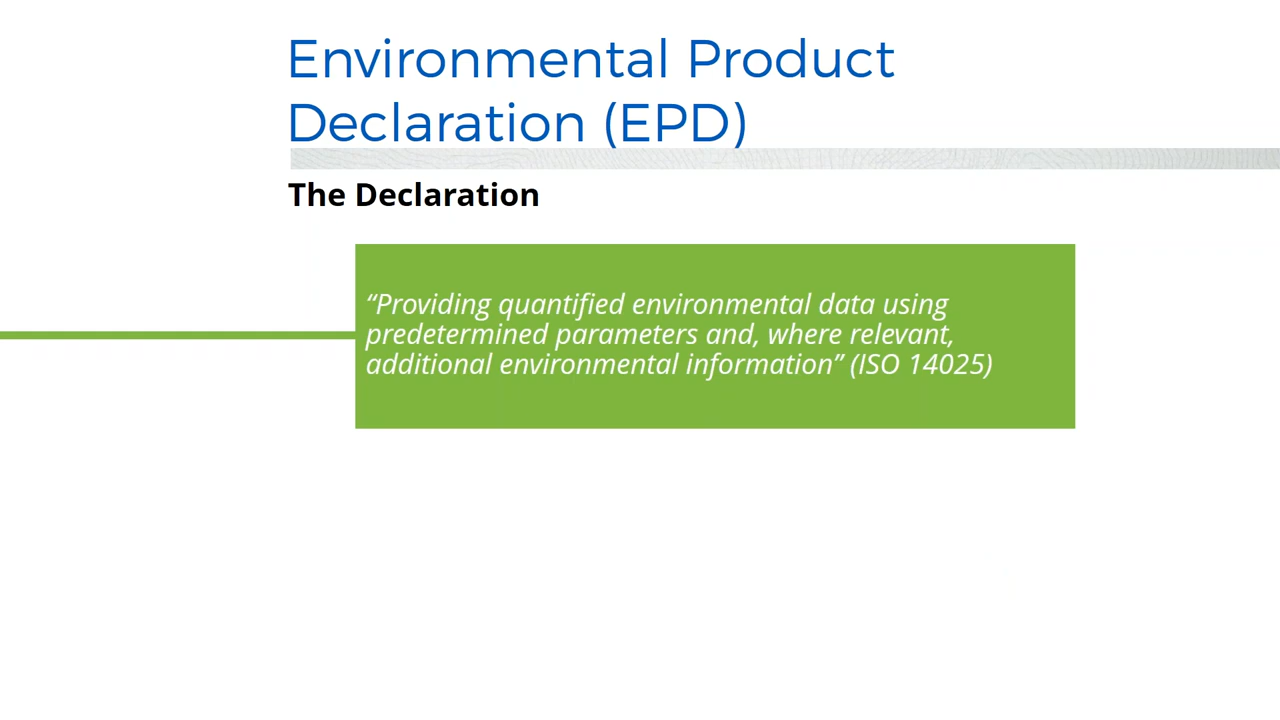 Environmental Product
Declaration (EPD)
The Declaration
“Providing quantified environmental data using
predetermined parameters and, where relevant,
additional environmental information” (ISO 14025)